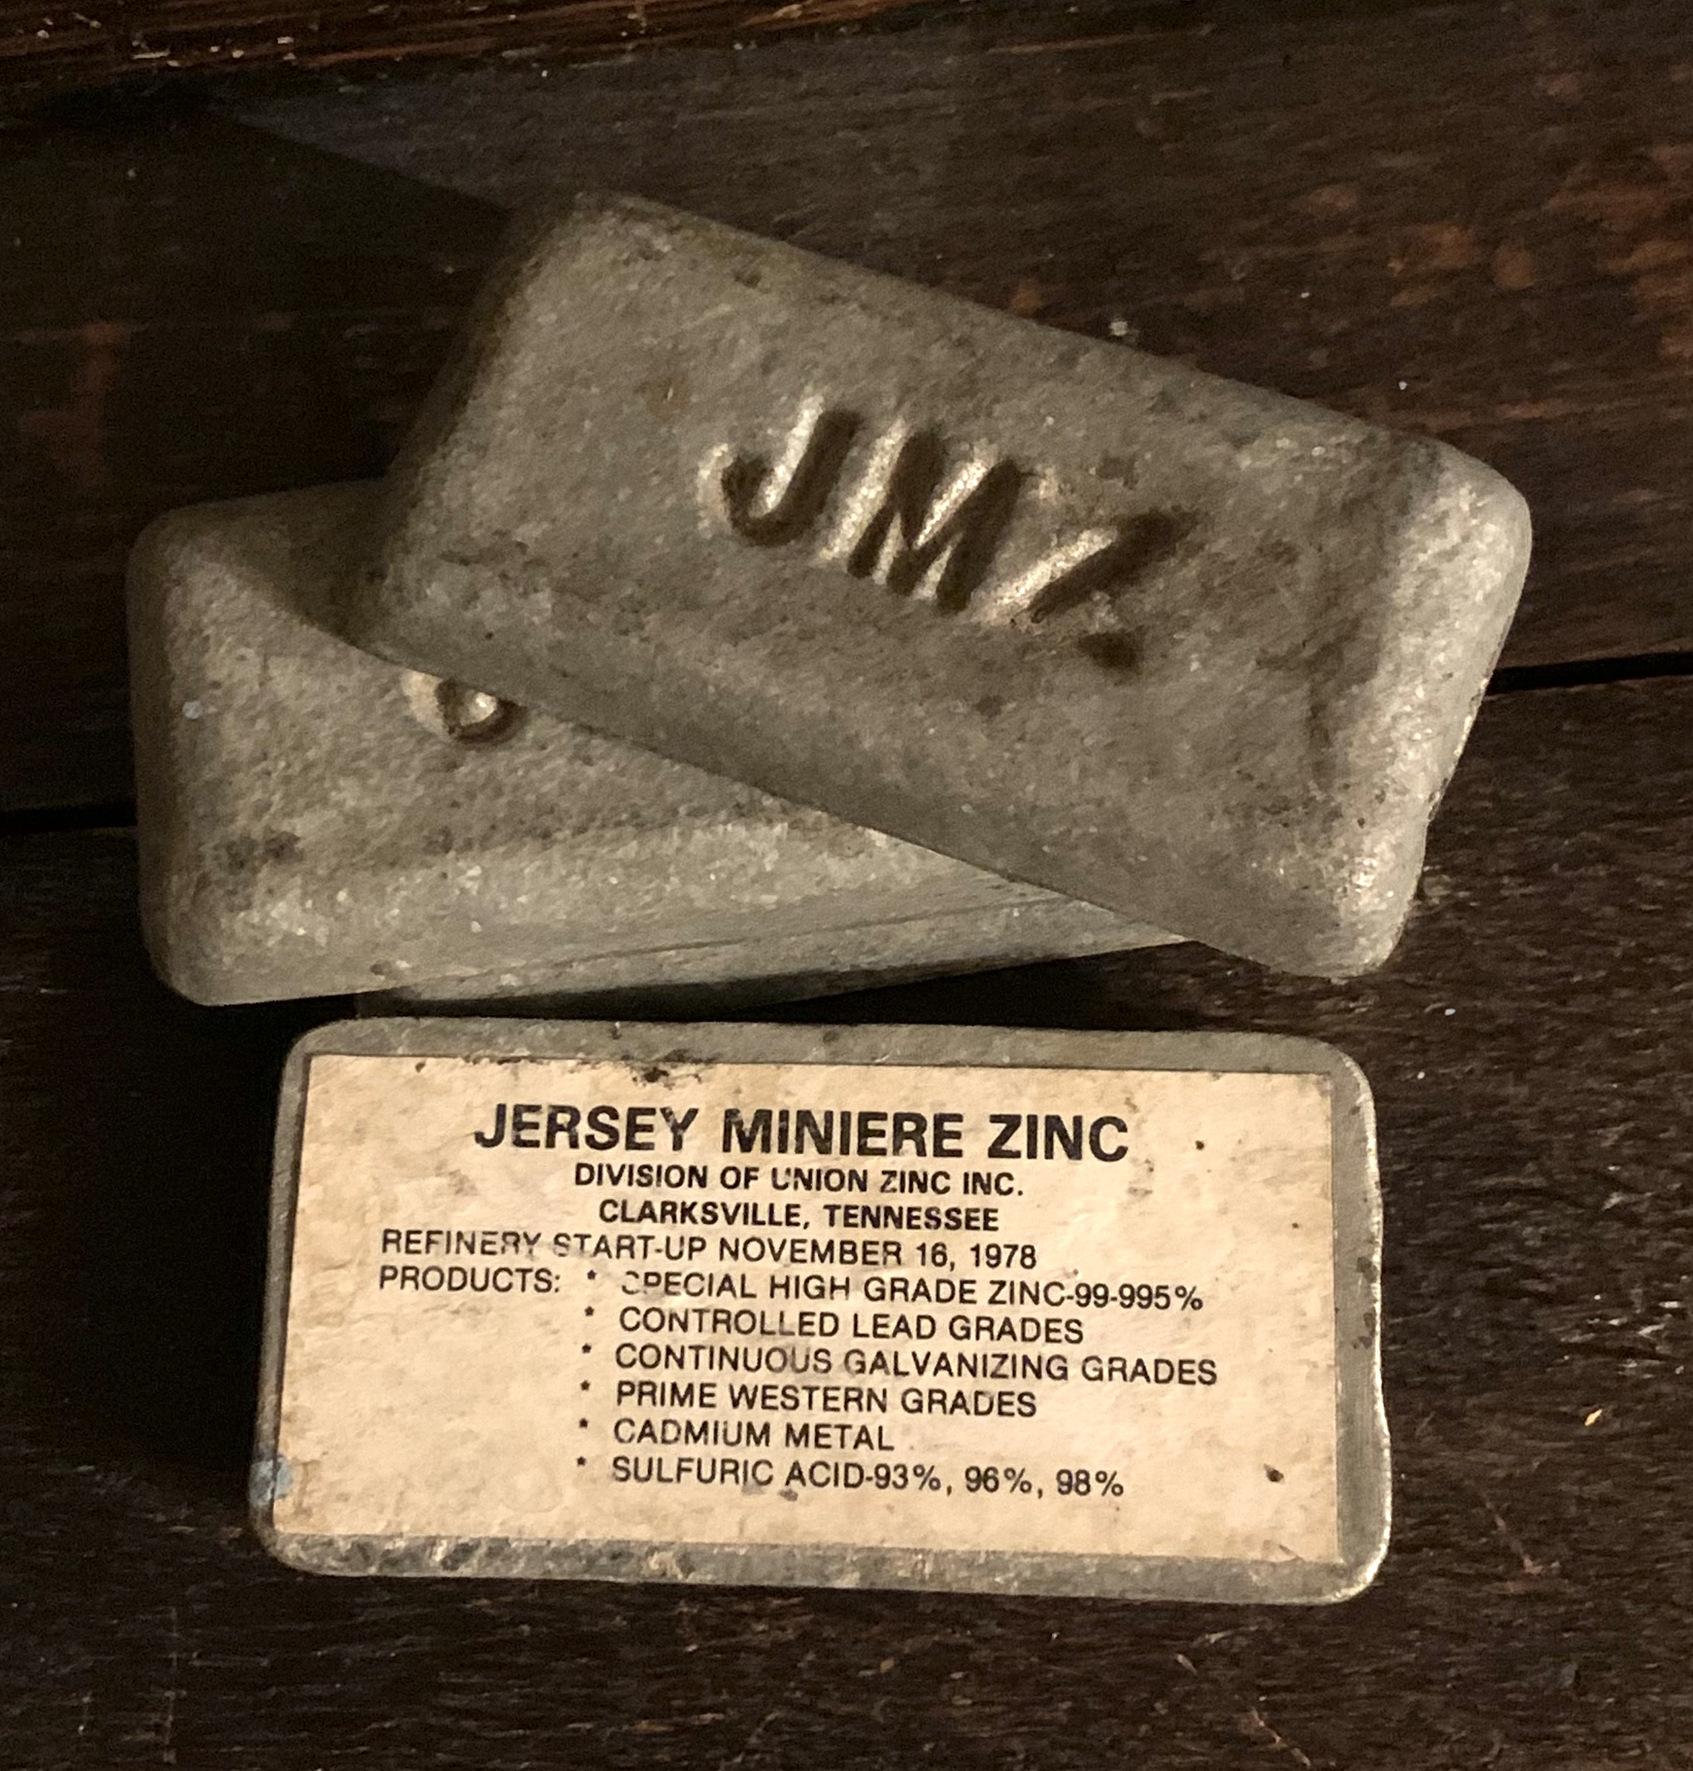 JMZ
J
JERSEY MINIERE ZINC
DIVISION OF UNION ZINC INC.
CLARKSVILLE, TENNESSEE
REFINERY START-UP NOVEMBER 16, 1978
PRODUCTS: * SPECIAL HIGH GRADE ZINC-99-995%
* CONTROLLED LEAD GRADES
* CONTINUOUS GALVANIZING GRADES
* PRIME WESTERN GRADES
* CADMIUM METAL
* SULFURIC ACID-93%, 96%, 98%